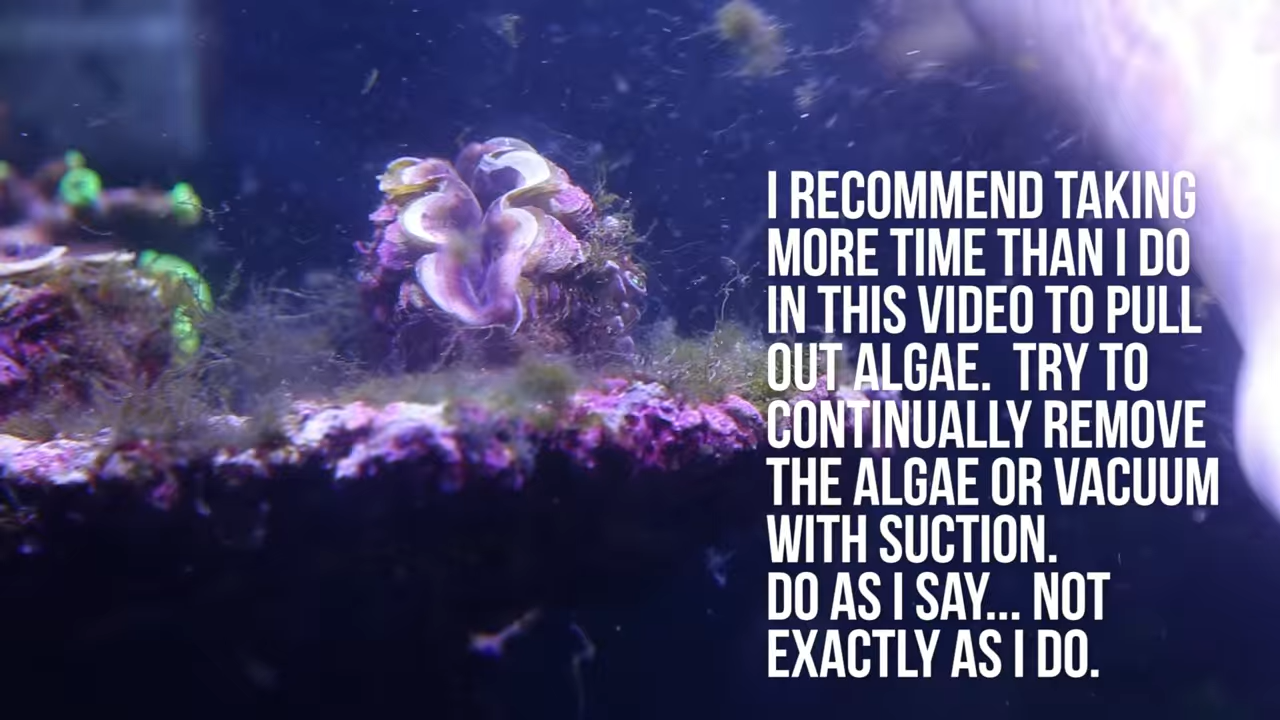 I RECOMMEND TAKING
MORE TIME THAN I DO
IN THIS VIDEO TO PULL
OUT ALGAE.  TRY TO
CONTINUALLY REMOVE
THE ALGAE OR VACUUM
WITH SUCTION.
DO AS I SAY... NOT
EXACTLY AS I DO.